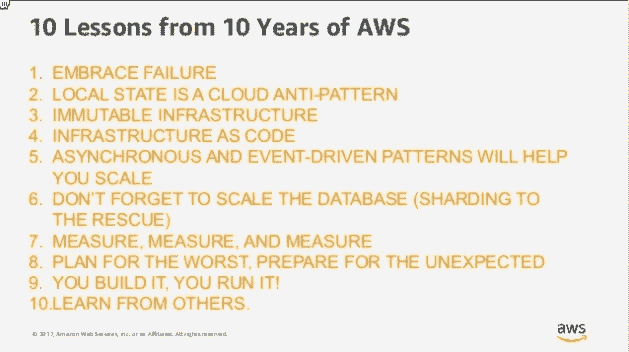 10 Lessons from 10 Years of AWS
1. EMBRACE FAILURE
2. LOCAL STATE IS A CLOUD ANTI-PATTERN
3. IMMUTABLE INFRASTRUCTURE
4. INFRASTRUCTURE AS CODE
5. ASYNCHRONOUS AND EVENT-DRIVEN PATTERNS WILL HELP
YOU SCALE
6. DON'T FORGET TO SCALE THE DATABASE (SHARDING TO
THE RESCUE)
7. MEASURE, MEASURE, AND MEASURE
8. PLAN FOR THE WORST, PREPARE FOR THE UNEXPECTED
9. YOU BUILD IT, YOU RUN IT!
10.LEARN FROM OTHERS.
© 2017, Amazon Web Services, Inc. or its Affiliates. All rights reserved.
aws